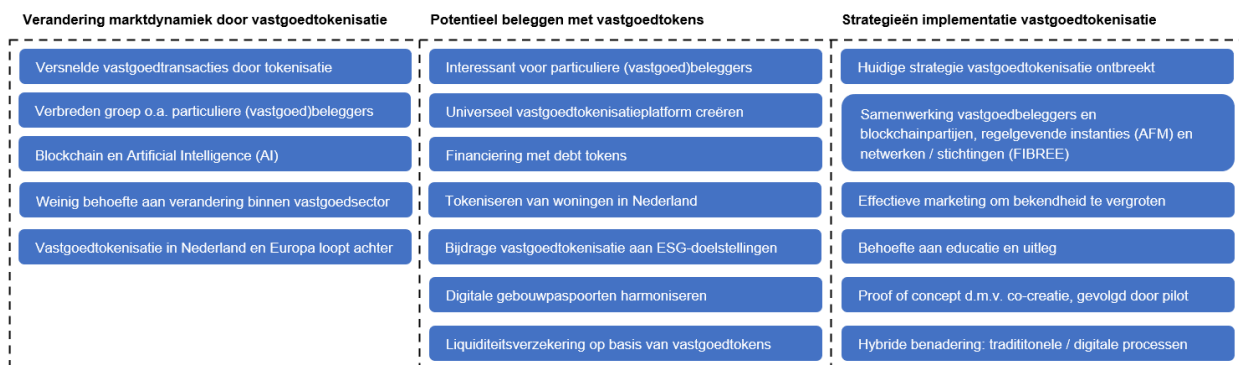 Verandering marktdynamiek door vastgoedtokenisatie
Versnelde vastgoedtransacties door tokenisatie
Verbreden groep o.a. particuliere (vastgoed)beleggers
Blockchain en Artificial Intelligence (AI)
Weinig behoefte aan verandering binnen vastgoedsector
Vastgoedtokenisatie in Nederland en Europa loopt achter
Potentieel beleggen met vastgoedtokens
Interessant voor particuliere (vastgoed)beleggers
Universeel vastgoedtokenisatieplatform creëren
Financiering met debt tokens
Tokeniseren van woningen in Nederland
Bijdrage vastgoedtokenisatie aan ESG-doelstellingen
Digitale gebouwpaspoorten harmoniseren
Liquiditeitsverzekering op basis van vastgoedtokens
Strategieën implementatie vastgoedtokenisatie
Huidige strategie vastgoedtokenisatie ontbreekt
Samenwerking vastgoedbeleggers en
blockchainpartijen, regelgevende instanties (AFM) en
netwerken / stichtingen (FIBREE)
Effectieve marketing om bekendheid te vergroten
Behoefte aan educatie en uitleg
Proof of concept d.m.v. co-creatie, gevolgd door pilot
Hybride benadering: tradititonele / digitale processen